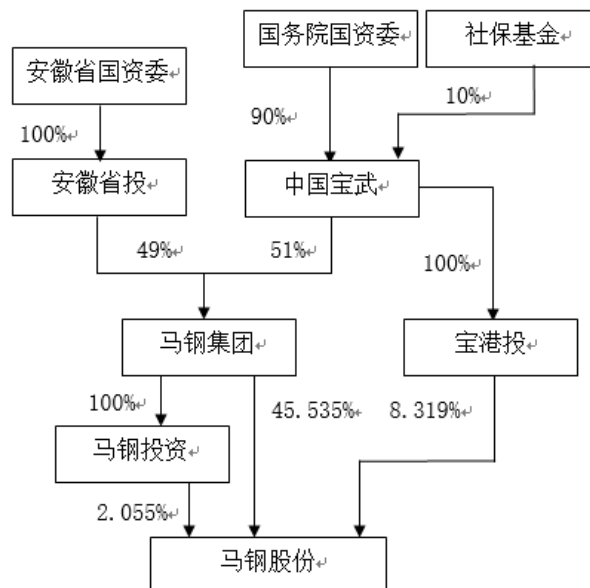 国务院国资委
社保基金
安徽省国资委
10%
90%
100%
安徽省投
中国宝武
49%
51%
100%
马钢集团
宝港投
100%
45.535%
8.319%
马钢投资
2.055%
马钢股份